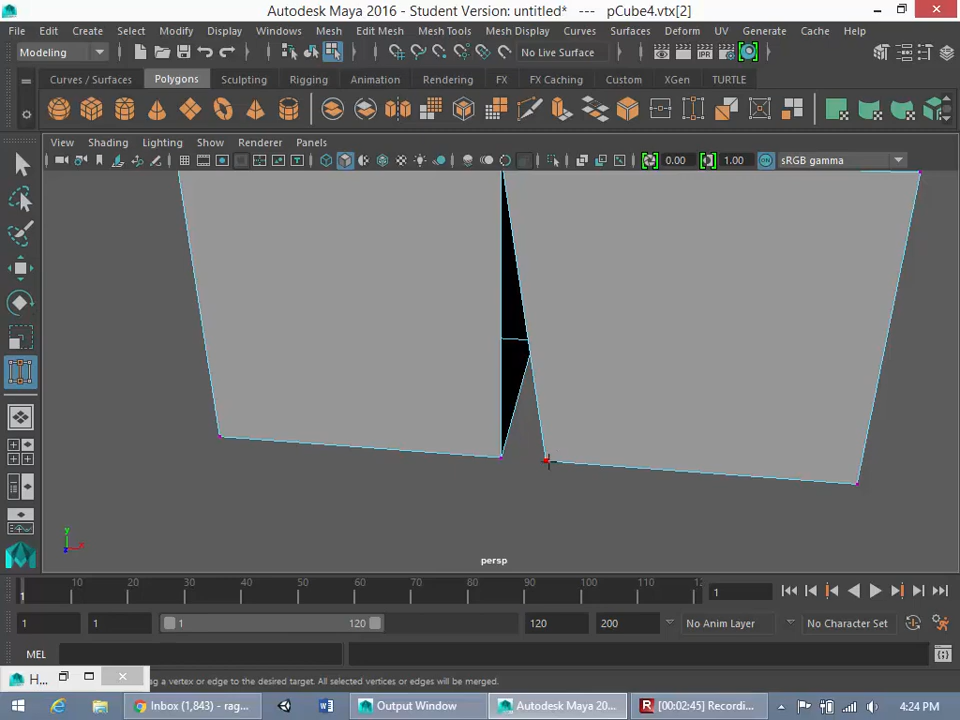 Autodesk Maya 2016 - Student Version: untitled* --- pCube4.vtx[2]
File Edit Create Select Modify Display Windows Mesh Edit Mesh Mesh Tools Mesh Display Curves Surfaces Deform UV Generate Cache Help
Modeling No Live Surface
Curves / Surfaces Polygons Sculpting Rigging Animation Rendering FX FX Caching Custom XGen TURTLE
View Shading Lighting Show Renderer Panels
0.00 1.00 ON sRGB gamma
y
persp
1 10 20 30 40 50 60 70 80 90 100 110 12 1
1 1 1 120 120 200 No Anim Layer No Character Set
MEL
H... ag a vertex or edge to the desired target. All selected vertices or edges will be merged.
Inbox (1,843) - rag... Output Window Autodesk Maya 20... [00:02:45] Recordi... 4:24 PM